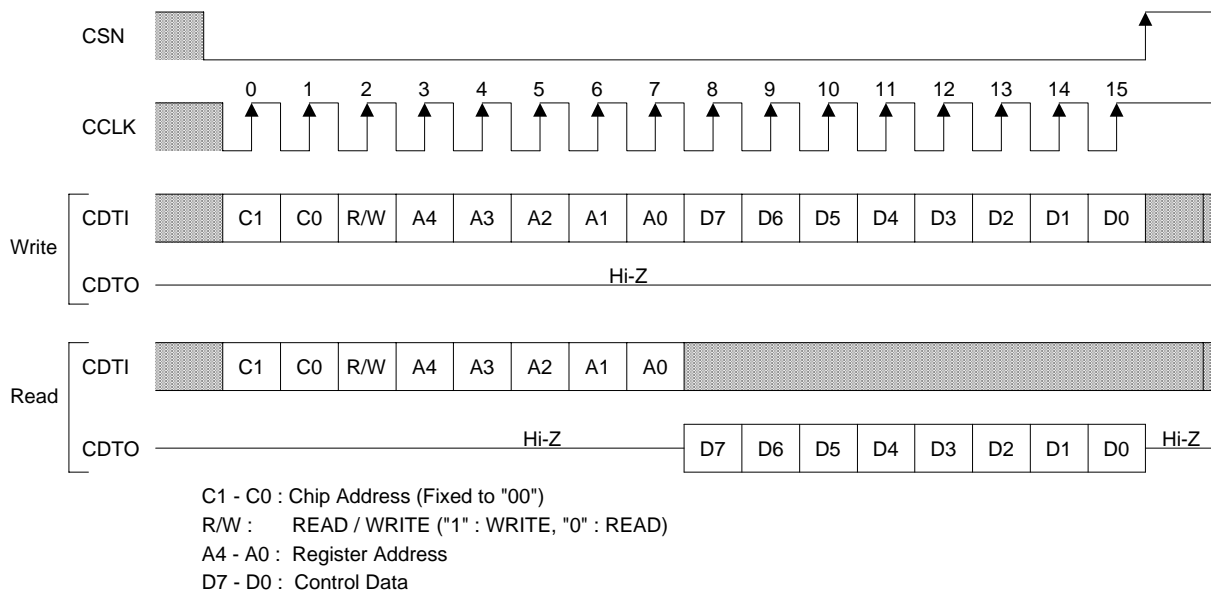 CSN
0 1 2 3 4 5 6 7 8 9 10 11 12 13 14 15
CCLK
Write
CDTI C1 C0 R/W A4 A3 A2 A1 A0 D7 D6 D5 D4 D3 D2 D1 D0
CDTO Hi-Z
Read
CDTI C1 C0 R/W A4 A3 A2 A1 A0
CDTO Hi-Z D7 D6 D5 D4 D3 D2 D1 D0 Hi-Z
C1 - C0 : Chip Address (Fixed to "00")
R/W : READ / WRITE ("1" : WRITE, "0" : READ)
A4 - A0 : Register Address
D7 - D0 : Control Data